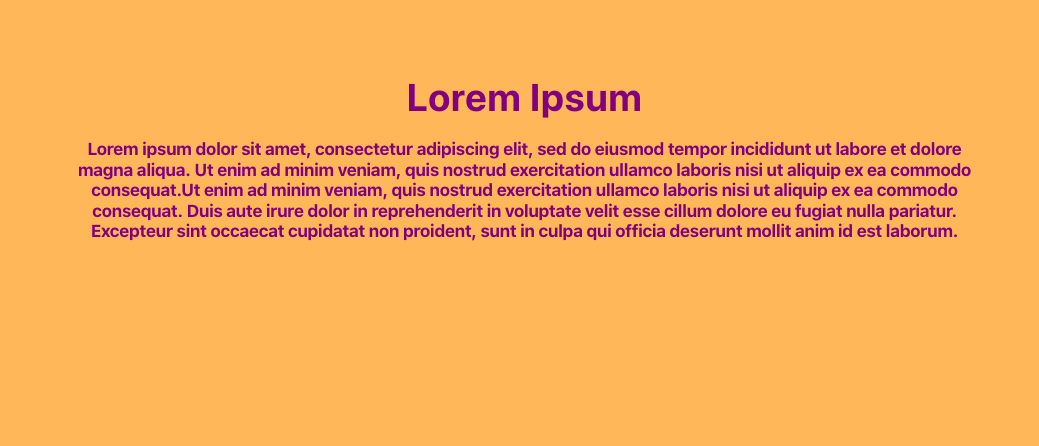 Lorem Ipsum
Lorem ipsum dolor sit amet, consectetur adipiscing elit, sed do eiusmod tempor incididunt ut labore et dolore
magna aliqua. Ut enim ad minim veniam, quis nostrud exercitation ullamco laboris nisi ut aliquip ex ea commodo
consequat.Ut enim ad minim veniam, quis nostrud exercitation ullamco laboris nisi ut aliquip ex ea commodo
consequat. Duis aute irure dolor in reprehenderit in voluptate velit esse cillum dolore eu fugiat nulla pariatur.
Excepteur sint occaecat cupidatat non proident, sunt in culpa qui officia deserunt mollit anim id est laborum.